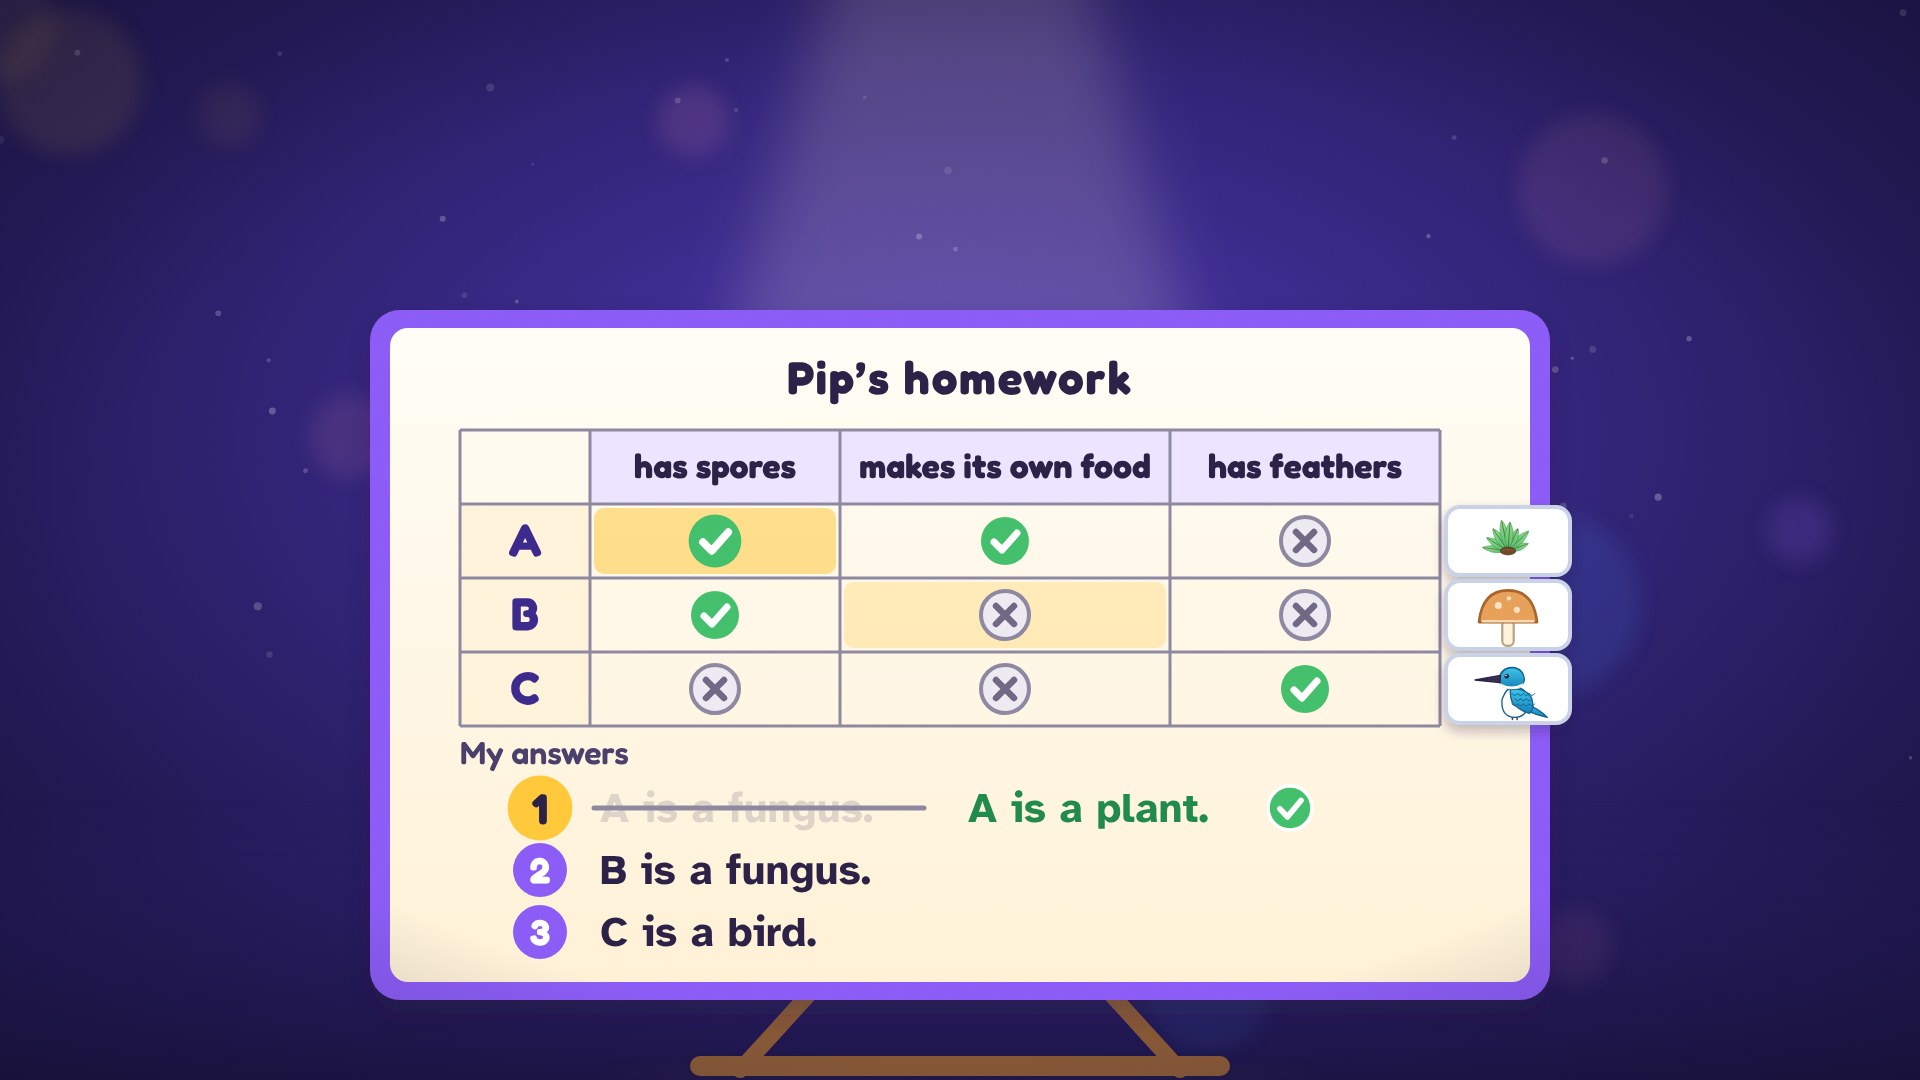 Pip's homework
has spores makes its own food has feathers
A
B
C
My answers
1 A is a fungus. A is a plant.
2 B is a fungus.
3 C is a bird.